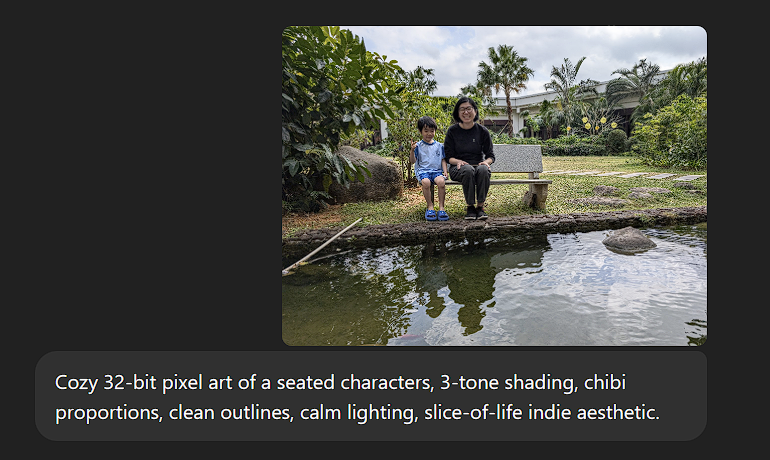 Cozy 32-bit pixel art of a seated characters, 3-tone shading, chibi
proportions, clean outlines, calm lighting, slice-of-life indie aesthetic.